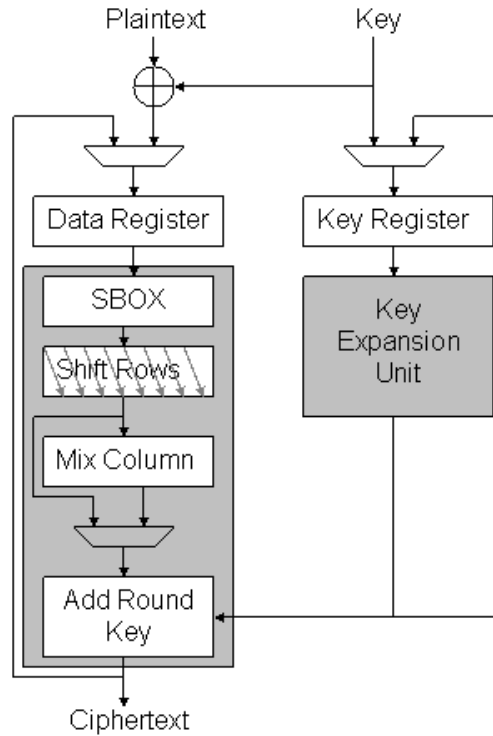 Plaintext
Key
Data Register
Key Register
SBOX
Key
Expansion
Unit
Shift Rows
Mix Column
Add Round
Key
Ciphertext